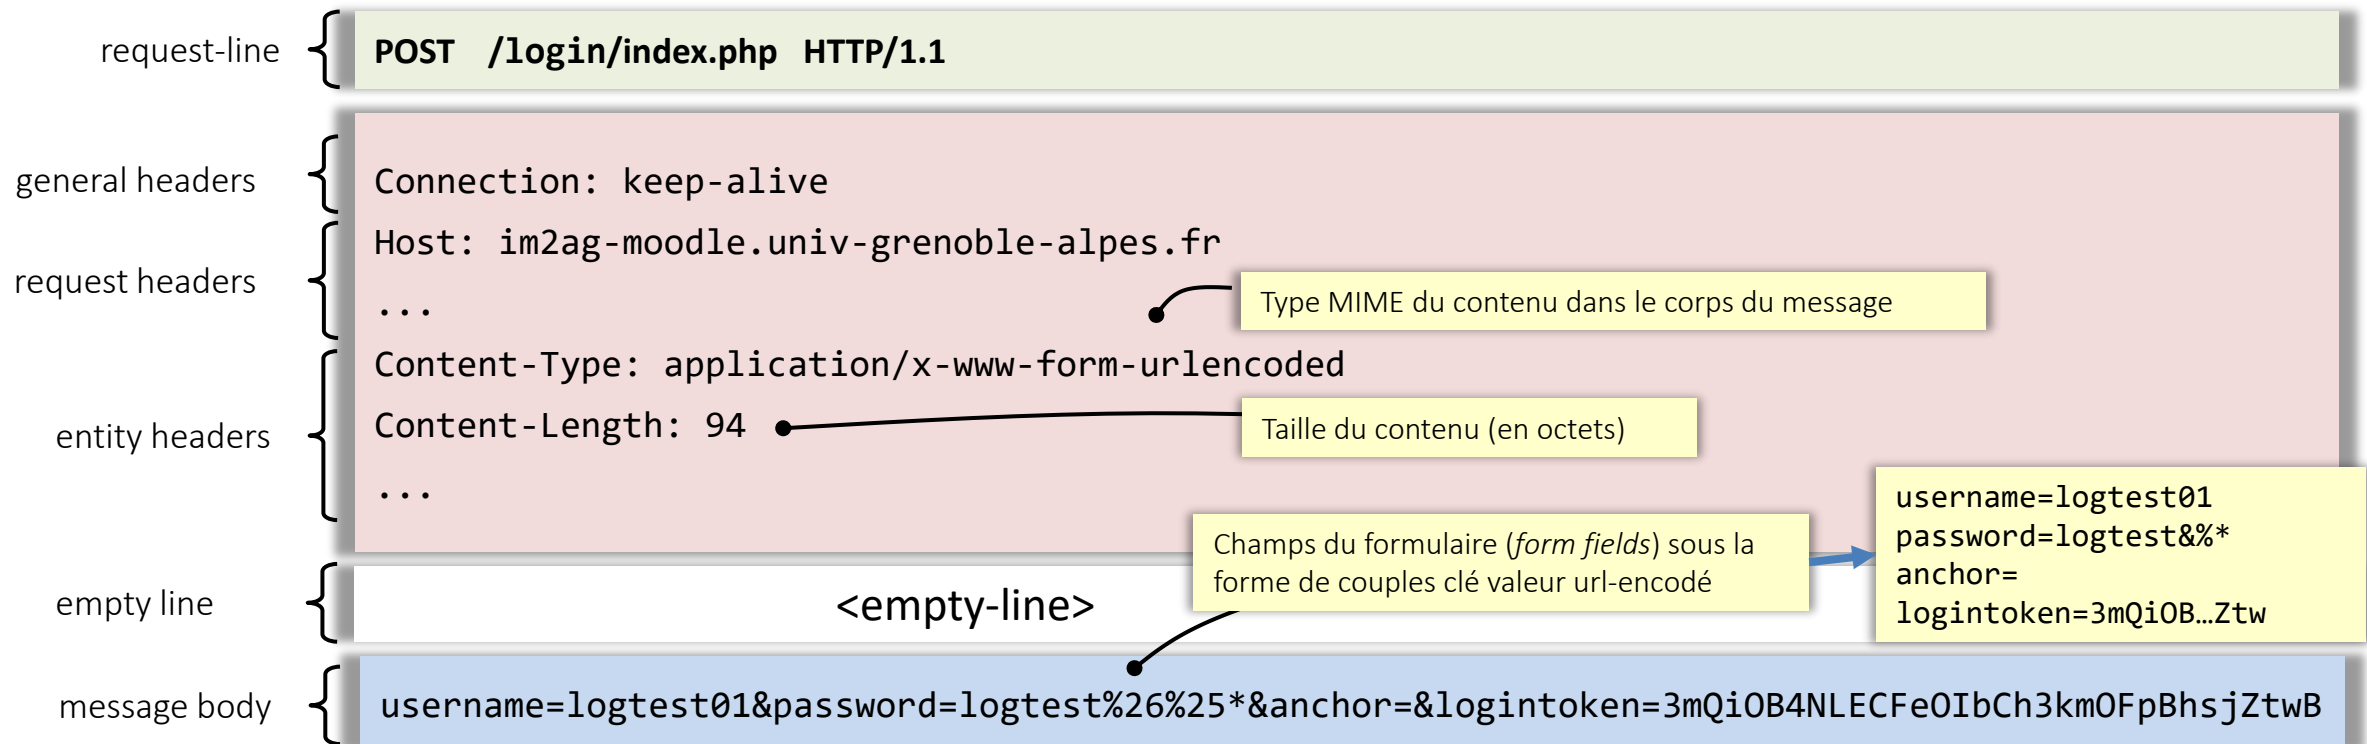 request-line
POST /login/index.php HTTP/1.1
general headers
Connection: keep-alive
Host: im2ag-moodle.univ-grenoble-alpes.fr
request headers
...
Type MIME du contenu dans le corps du message
Content-Type: application/x-www-form-urlencoded
entity headers
Content-Length: 94
Taille du contenu (en octets)
...
Champs du formulaire (form fields) sous la
forme de couples clé valeur url-encodé
username=logtest01
password=logtest&%*
anchor=
logintoken=3mQiOB…Ztw
empty line
<empty-line>
message body
username=logtest01&password=logtest%26%25*&anchor=&logintoken=3mQiOB4NLECFeOIbCh3kmOFpBhsjZtwB